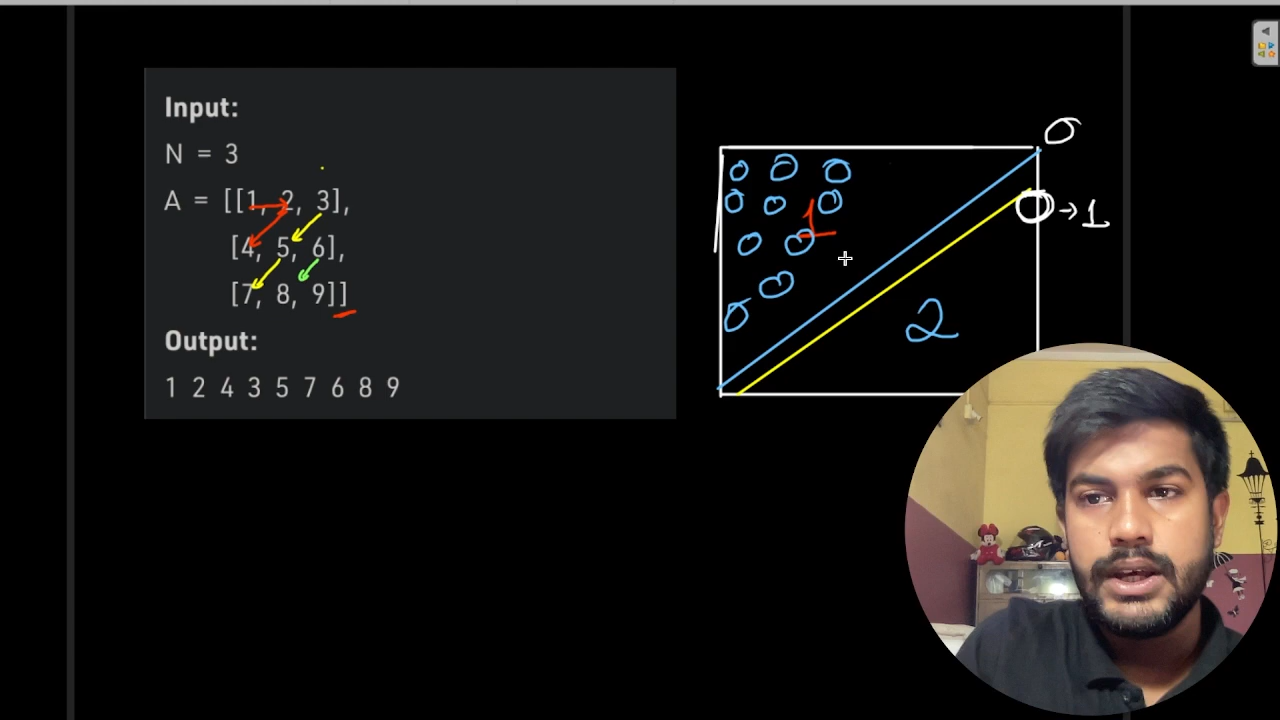 Input:
N = 3
A = [[1, 2, 3],
[4, 5, 6],
[7, 8, 9]]
Output:
1 2 4 3 5 7 6 8 9
0
→1
1
2